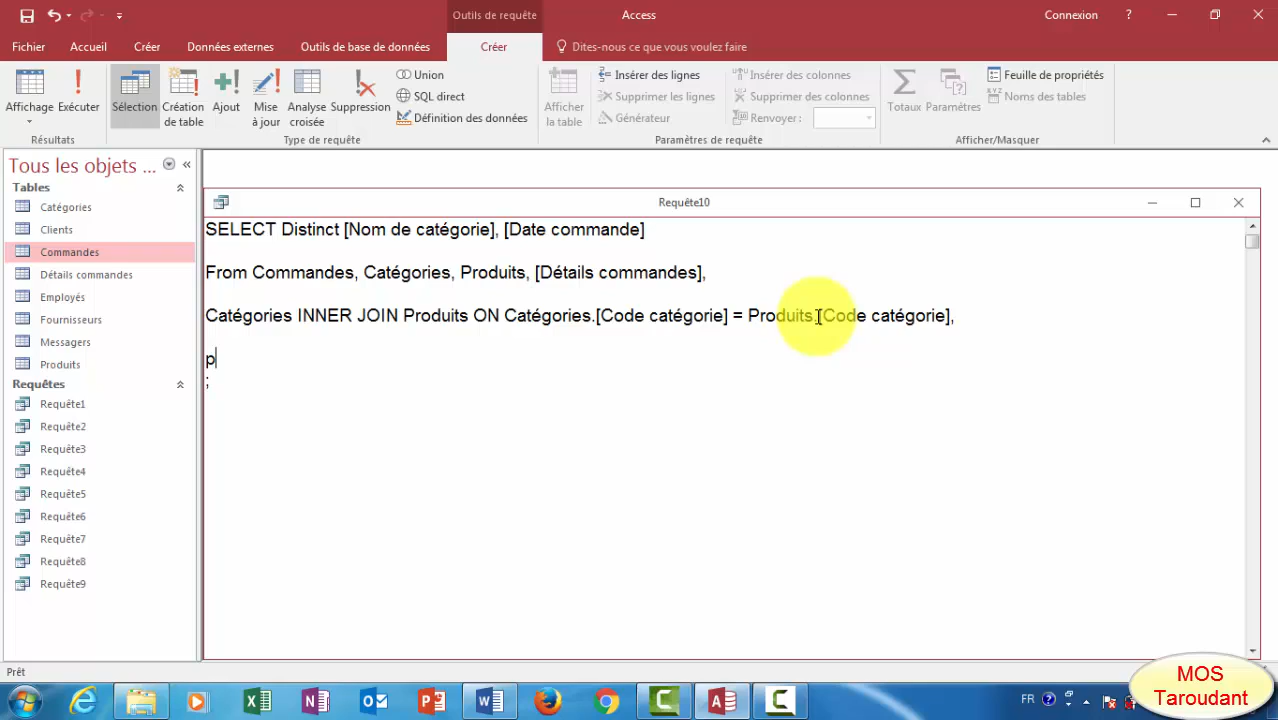 Outils de requête
Access
Connexion
?
Fichier
Accueil
Créer
Données externes
Outils de base de données
Créer
Dites-nous ce que vous voulez faire
Affichage
Exécuter
Sélection
Création de table
Ajout
Mise à jour
Analyse croisée
Suppression
Union
SQL direct
Définition des données
Afficher la table
Insérer des lignes
Supprimer les lignes
Générateur
Insérer des colonnes
Supprimer des colonnes
Renvoyer :
Totaux
Paramètres
Feuille de propriétés
Noms des tables
Résultats
Type de requête
Paramètres de requête
Afficher/Masquer
Tous les objets ...
Tables
Catégories
Clients
Commandes
Détails commandes
Employés
Fournisseurs
Messagers
Produits
Requêtes
Requête1
Requête2
Requête3
Requête4
Requête5
Requête6
Requête7
Requête8
Requête9
Requête10
SELECT Distinct [Nom de catégorie], [Date commande]
From Commandes, Catégories, Produits, [Détails commandes],
Catégories INNER JOIN Produits ON Catégories.[Code catégorie] = Produits.[Code catégorie],
p
;
Prêt
FR
MOS
Taroudant